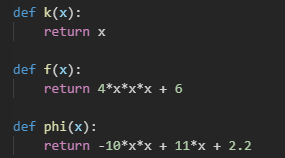 def k(x):
    return x
def f(x):
    return 4*x*x*x + 6
def phi(x):
    return -10*x*x + 11*x + 2.2